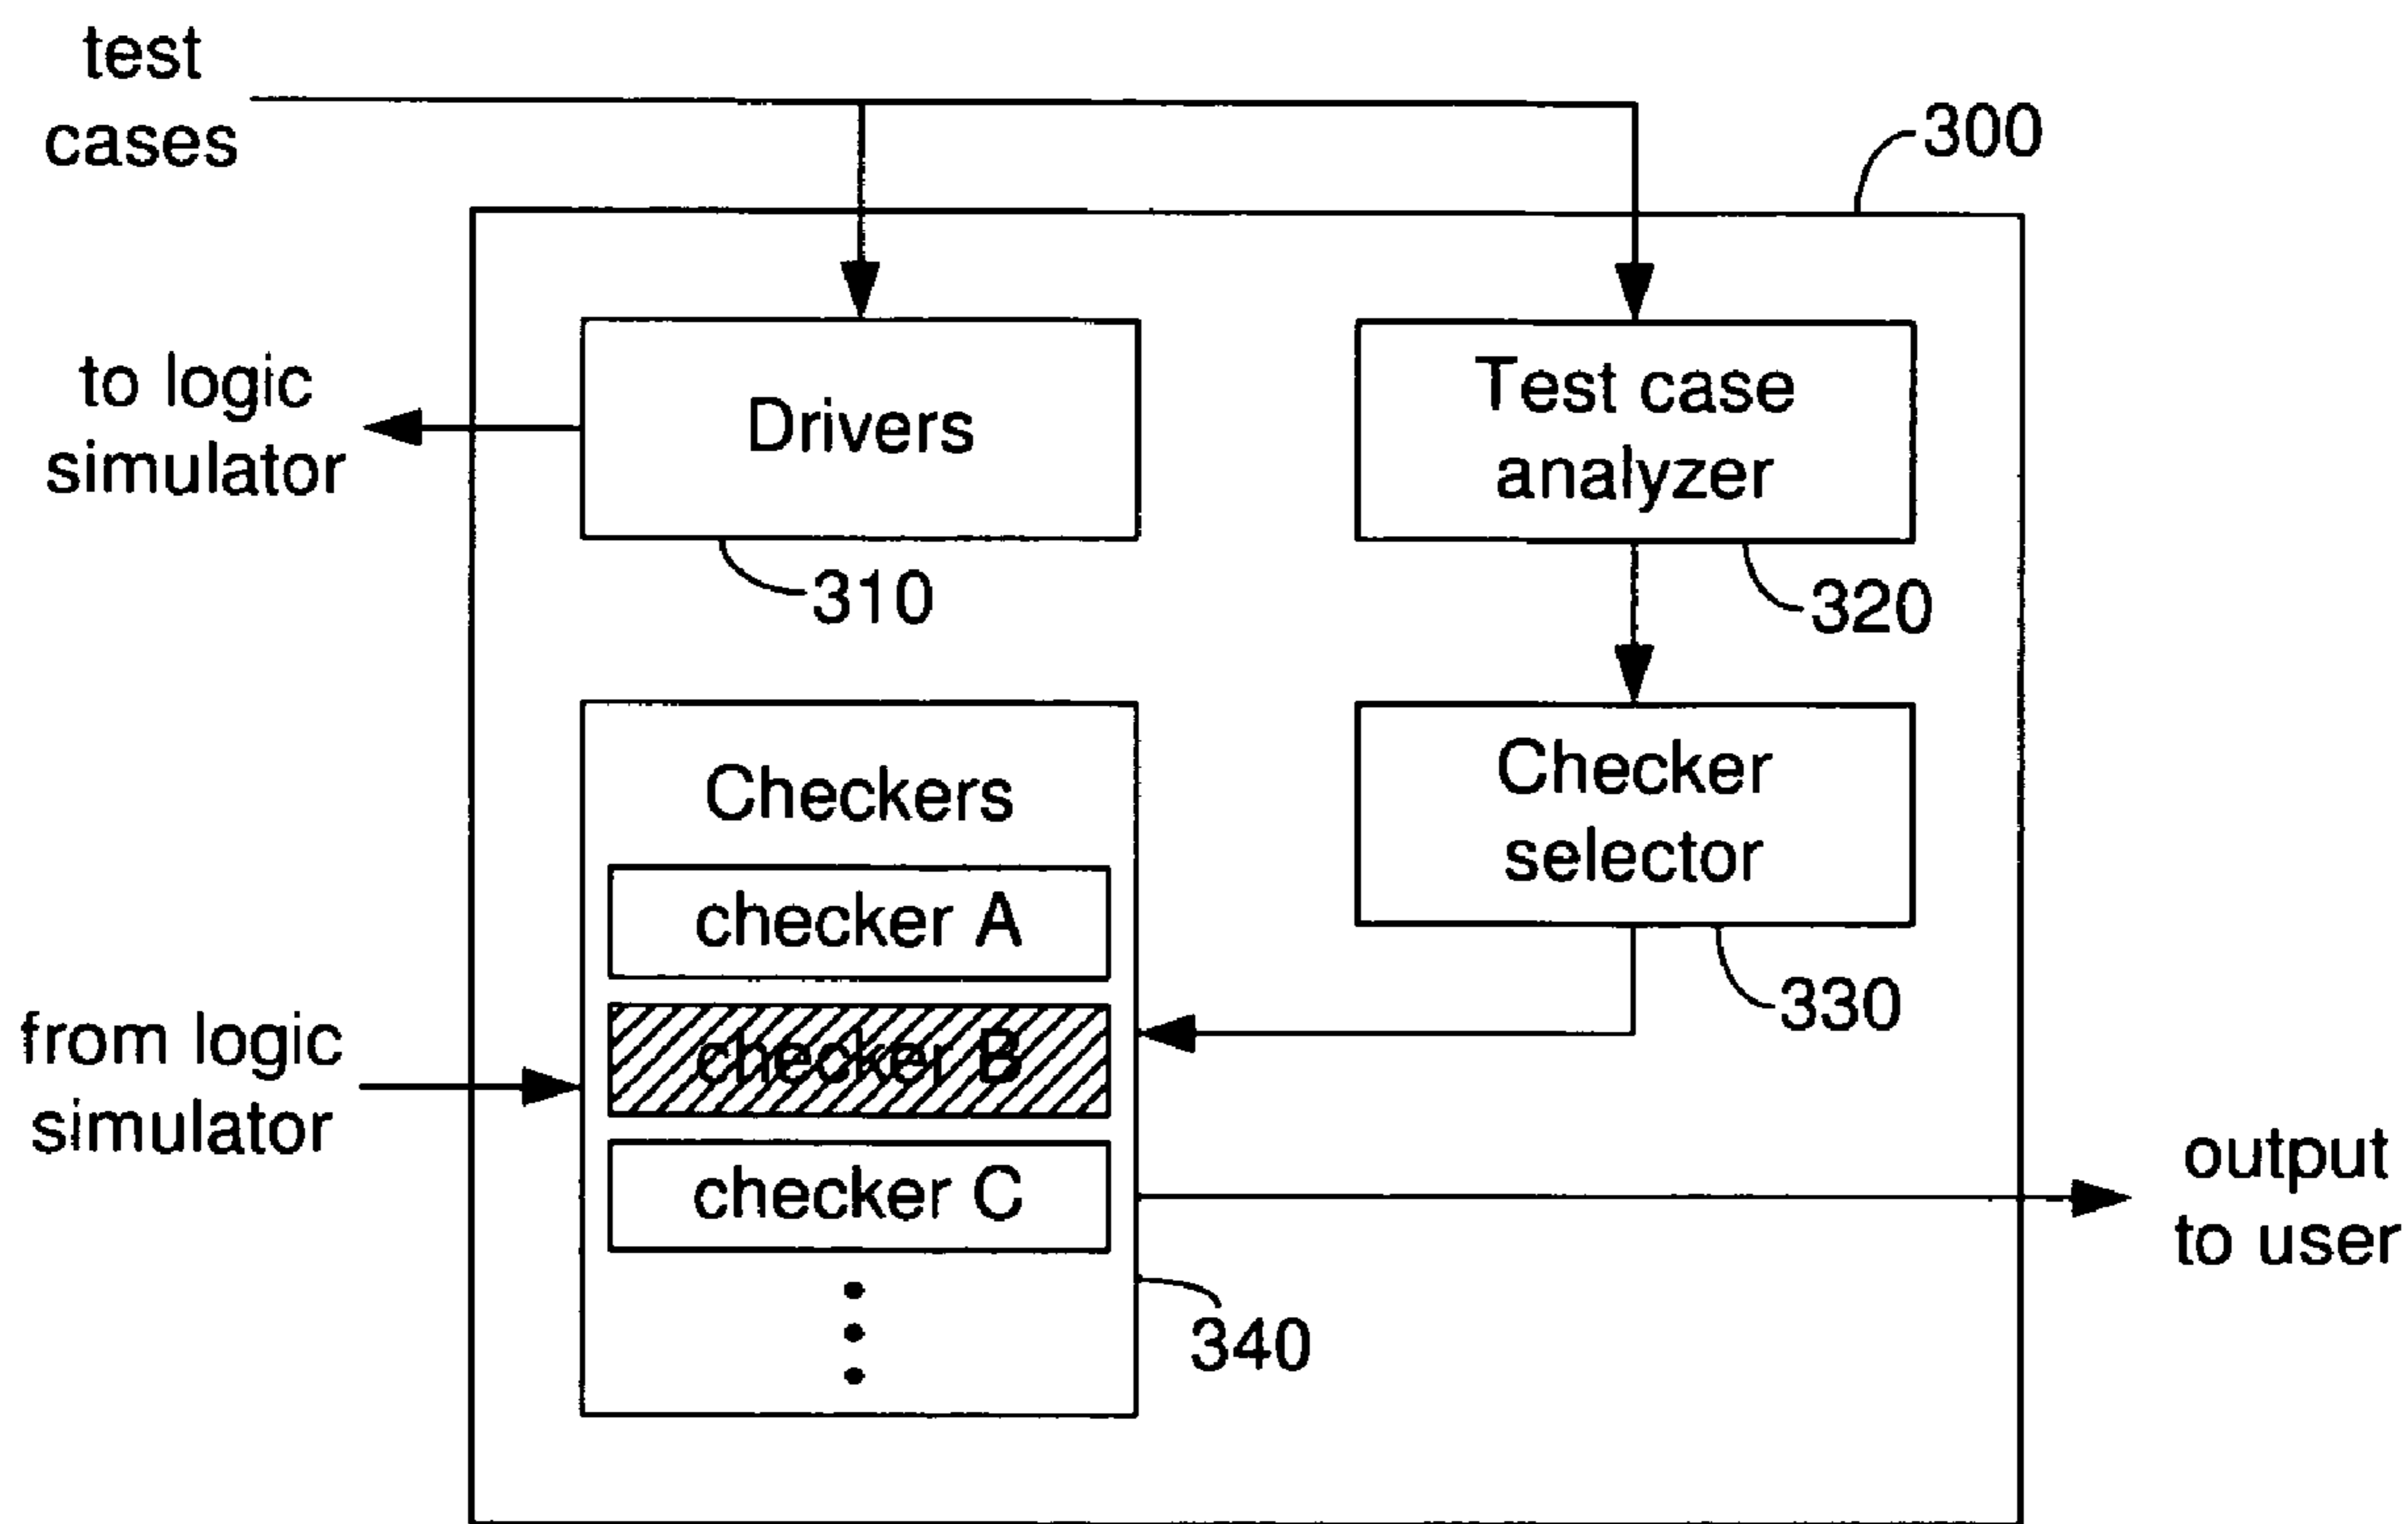 test
cases
300
Drivers
310
to logic
simulator
Test case
analyzer
320
Checker
selector
330
Checkers
checker A
checker B
checker C
340
from logic
simulator
output
to user